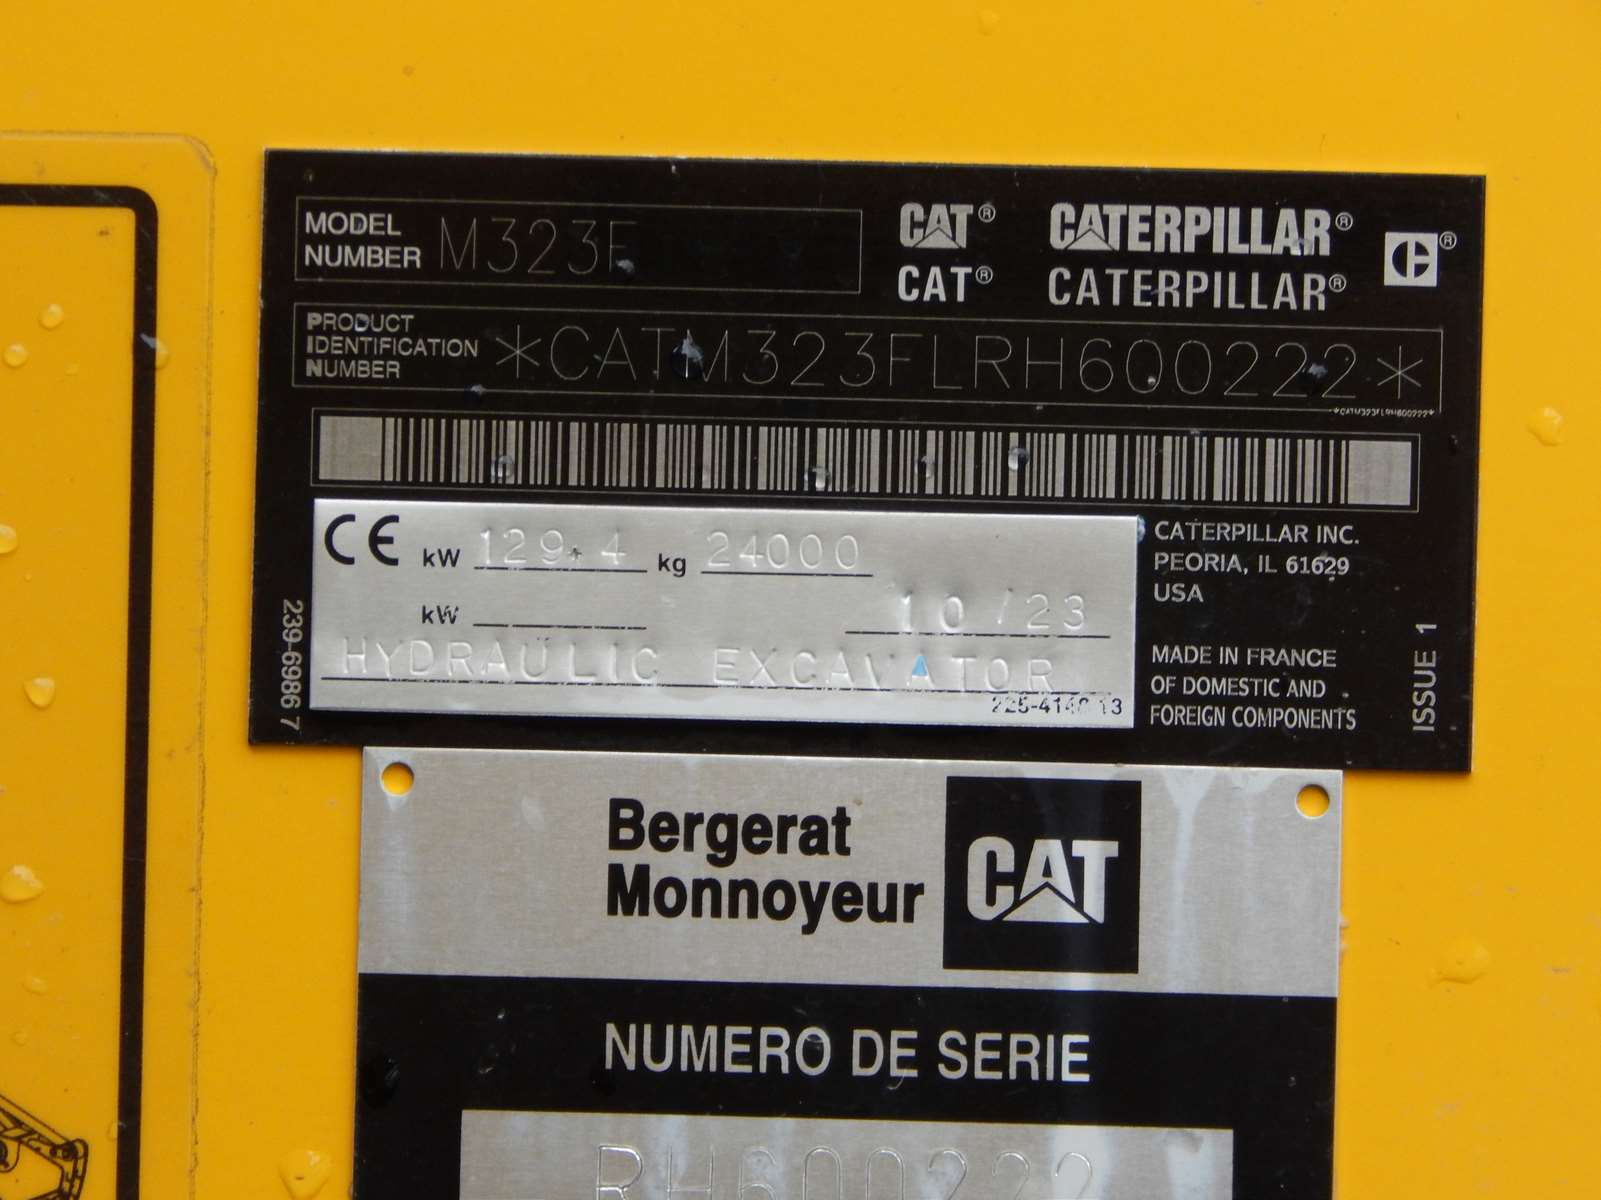 MODEL NUMBER M323F
CAT® CATERPILLAR®
CAT® CATERPILLAR®
PRODUCT IDENTIFICATION NUMBER *CATM323FLRH600222*
*CATM323FLRH600222*
CE kW 129.4 kg 24000
kW 10/23
HYDRAULIC EXCAVATOR
13
CATERPILLAR INC.
PEORIA, IL 61629
USA
MADE IN FRANCE
OF DOMESTIC AND
FOREIGN COMPONENTS
ISSUE 1
239-6986 7
Bergerat
Monnoyeur
CAT
NUMERO DE SERIE
RH600222